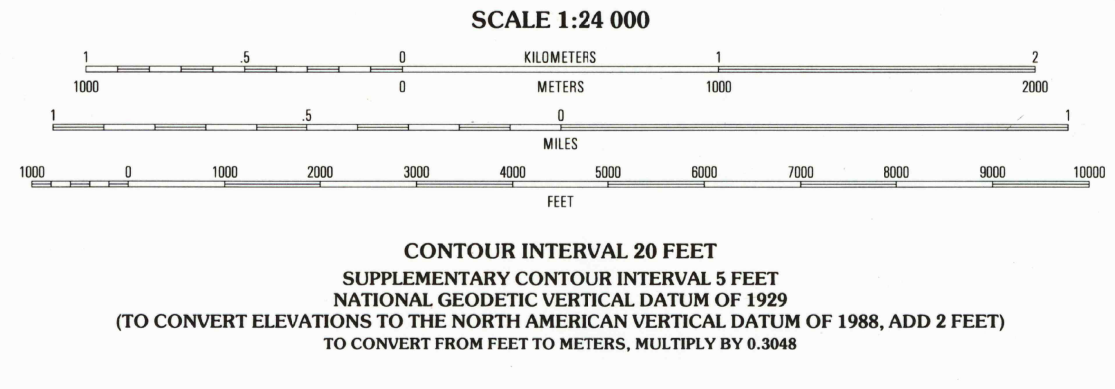 SCALE 1:24 000
1 .5 0 KILOMETERS 1 2
1000 0 METERS 1000 2000
1 .5 0 1
MILES
1000 0 1000 2000 3000 4000 5000 6000 7000 8000 9000 10000
FEET
CONTOUR INTERVAL 20 FEET
SUPPLEMENTARY CONTOUR INTERVAL 5 FEET
NATIONAL GEODETIC VERTICAL DATUM OF 1929
(TO CONVERT ELEVATIONS TO THE NORTH AMERICAN VERTICAL DATUM OF 1988, ADD 2 FEET)
TO CONVERT FROM FEET TO METERS, MULTIPLY BY 0.3048